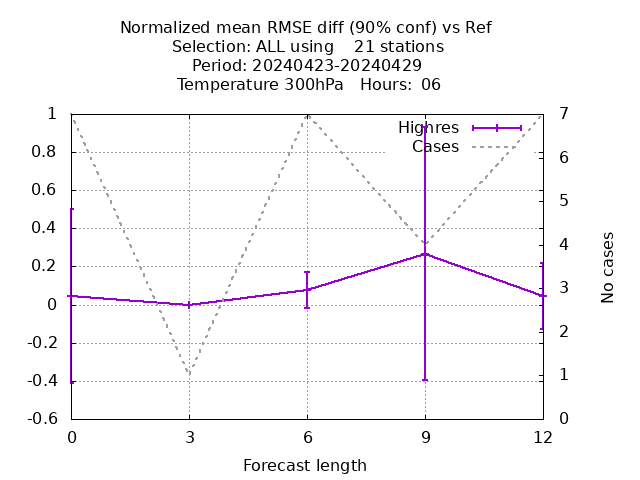 Normalized mean RMSE diff (90% conf) vs Ref
Selection: ALL using    21 stations
Period: 20240423-20240429
Temperature 300hPa   Hours:  06
Highres
Cases
1
0.8
0.6
0.4
0.2
0
-0.2
-0.4
-0.6
7
6
5
4
3
2
1
0
No cases
0 3 6 9 12
Forecast length